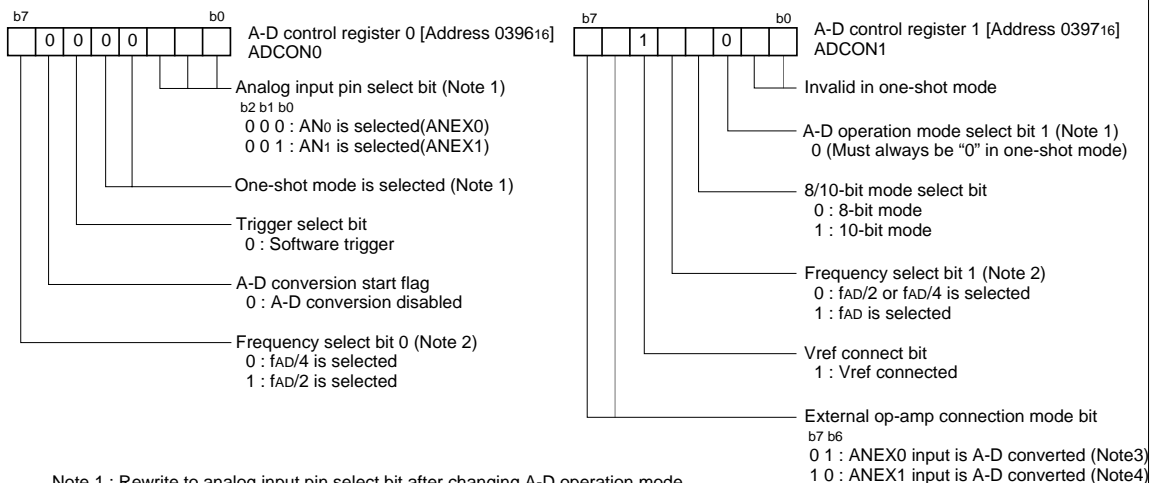 b7 b0
0 0 0 0
A-D control register 0 [Address 039616]
ADCON0
Analog input pin select bit (Note 1)
b2 b1 b0
0 0 0 : AN0 is selected(ANEX0)
0 0 1 : AN1 is selected(ANEX1)
One-shot mode is selected (Note 1)
Trigger select bit
0 : Software trigger
A-D conversion start flag
0 : A-D conversion disabled
Frequency select bit 0 (Note 2)
0 : fAD/4 is selected
1 : fAD/2 is selected
b7 b0
1 0
A-D control register 1 [Address 039716]
ADCON1
Invalid in one-shot mode
A-D operation mode select bit 1 (Note 1)
0 (Must always be “0” in one-shot mode)
8/10-bit mode select bit
0 : 8-bit mode
1 : 10-bit mode
Frequency select bit 1 (Note 2)
0 : fAD/2 or fAD/4 is selected
1 : fAD is selected
Vref connect bit
1 : Vref connected
External op-amp connection mode bit
b7 b6
0 1 : ANEX0 input is A-D converted (Note3)
1 0 : ANEX1 input is A-D converted (Note4)
Note 1 : Rewrite to analog input pin select bit after changing A-D operation mode